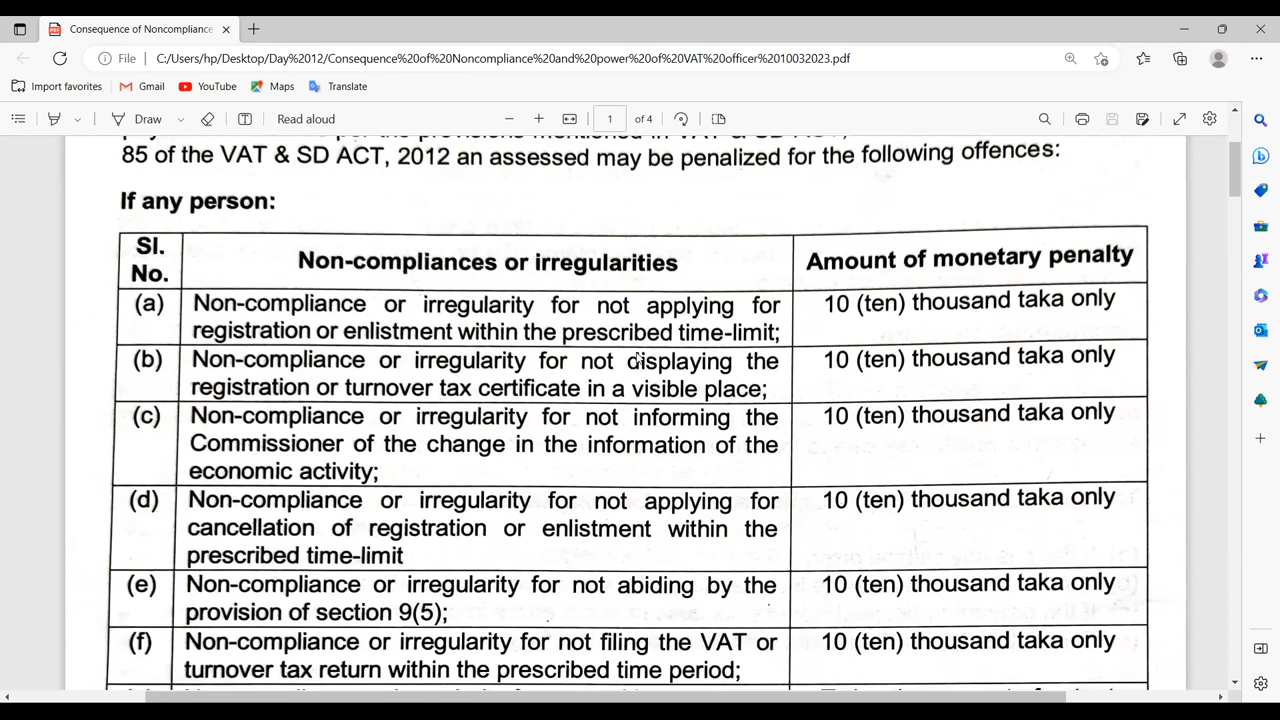 Consequence of Noncompliance
File
C:/Users/hp/Desktop/Day%2012/Consequence%20of%20Noncompliance%20and%20power%20of%20VAT%20officer%2010032023.pdf
Import favorites
Gmail
YouTube
Maps
Translate
Draw
Read aloud
1
of 4
85 of the VAT & SD ACT, 2012 an assessed may be penalized for the following offences:
If any person:
Sl. No.
Non-compliances or irregularities
Amount of monetary penalty
(a)
Non-compliance or irregularity for not applying for
registration or enlistment within the prescribed time-limit;
10 (ten) thousand taka only
(b)
Non-compliance or irregularity for not displaying the
registration or turnover tax certificate in a visible place;
10 (ten) thousand taka only
(c)
Non-compliance or irregularity for not informing the
Commissioner of the change in the information of the
economic activity;
10 (ten) thousand taka only
(d)
Non-compliance or irregularity for not applying for
cancellation of registration or enlistment within the
prescribed time-limit
10 (ten) thousand taka only
(e)
Non-compliance or irregularity for not abiding by the
provision of section 9(5);
10 (ten) thousand taka only
(f)
Non-compliance or irregularity for not filing the VAT or
turnover tax return within the prescribed time period;
10 (ten) thousand taka only